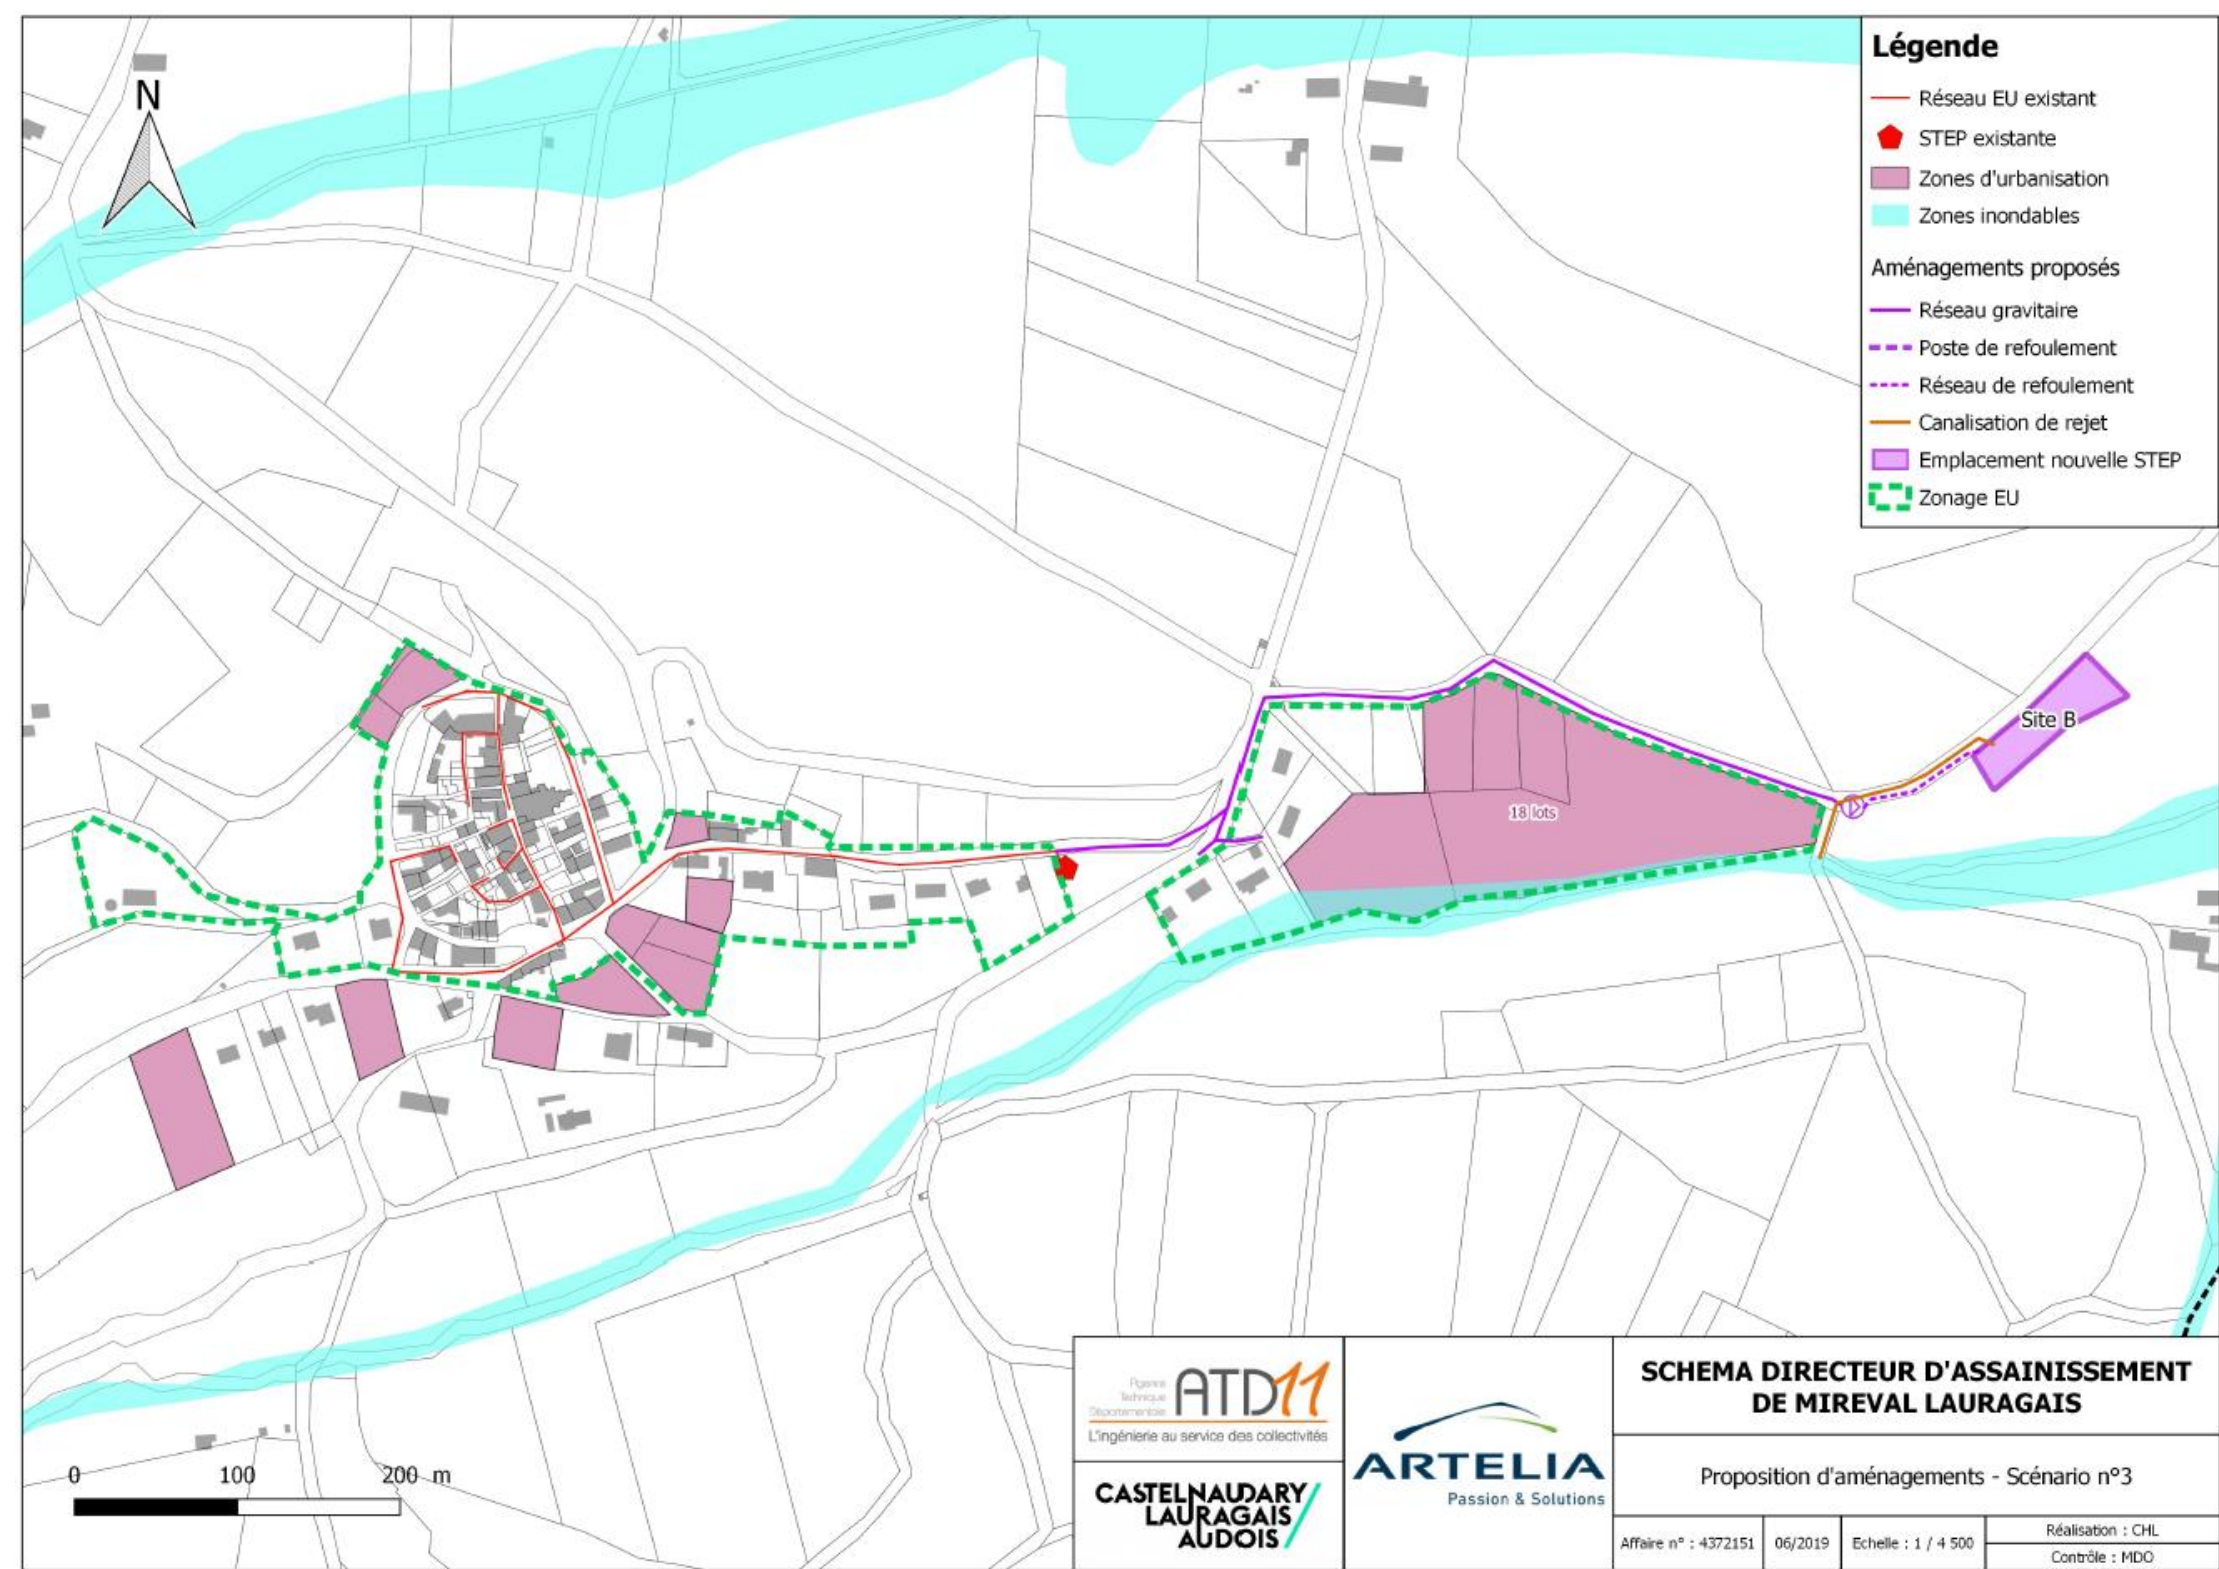 Légende
Réseau EU existant
STEP existante
Zones d'urbanisation
Zones inondables
Aménagements proposés
Réseau gravitaire
Poste de refoulement
Réseau de refoulement
Canalisation de rejet
Emplacement nouvelle STEP
Zonage EU
N
Site B
18 lots
0 100 200 m
Agence
Technique
Départementale
ATD11
L'ingénierie au service des collectivités
CASTELNAUDARY
LAURAGAIS
AUDOIS
ARTELIA
Passion & Solutions
SCHEMA DIRECTEUR D'ASSAINISSEMENT
DE MIREVAL LAURAGAIS
Proposition d'aménagements - Scénario n°3
Affaire n° : 4372151
06/2019
Echelle : 1 / 4 500
Réalisation : CHL
Contrôle : MDO